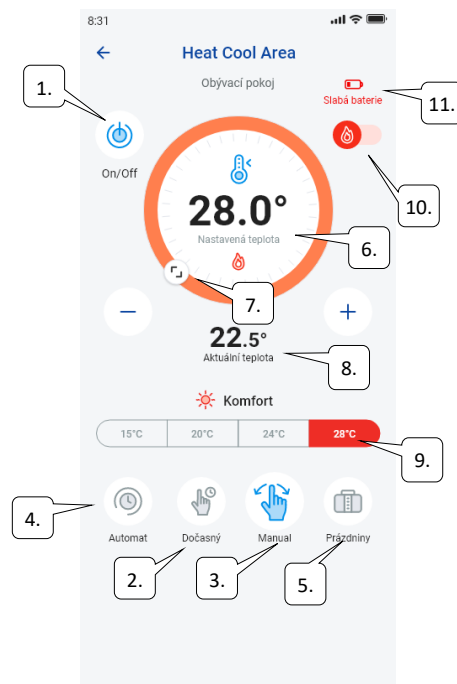 8:31
Heat Cool Area
1.
Obývací pokoj
Slabá baterie
11.
On/Off
10.
28.0°
Nastavená teplota
6.
7.
22.5°
Aktuální teplota
8.
Komfort
15°C 20°C 24°C 28°C
9.
4.
Automat Dočasný Manual Prázdniny
2. 3. 5.